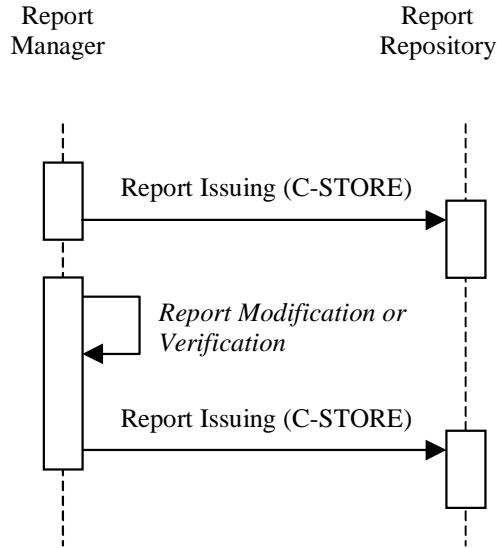 Report
Manager
Report
Repository
Report Issuing (C-STORE)
Report Modification or
Verification
Report Issuing (C-STORE)